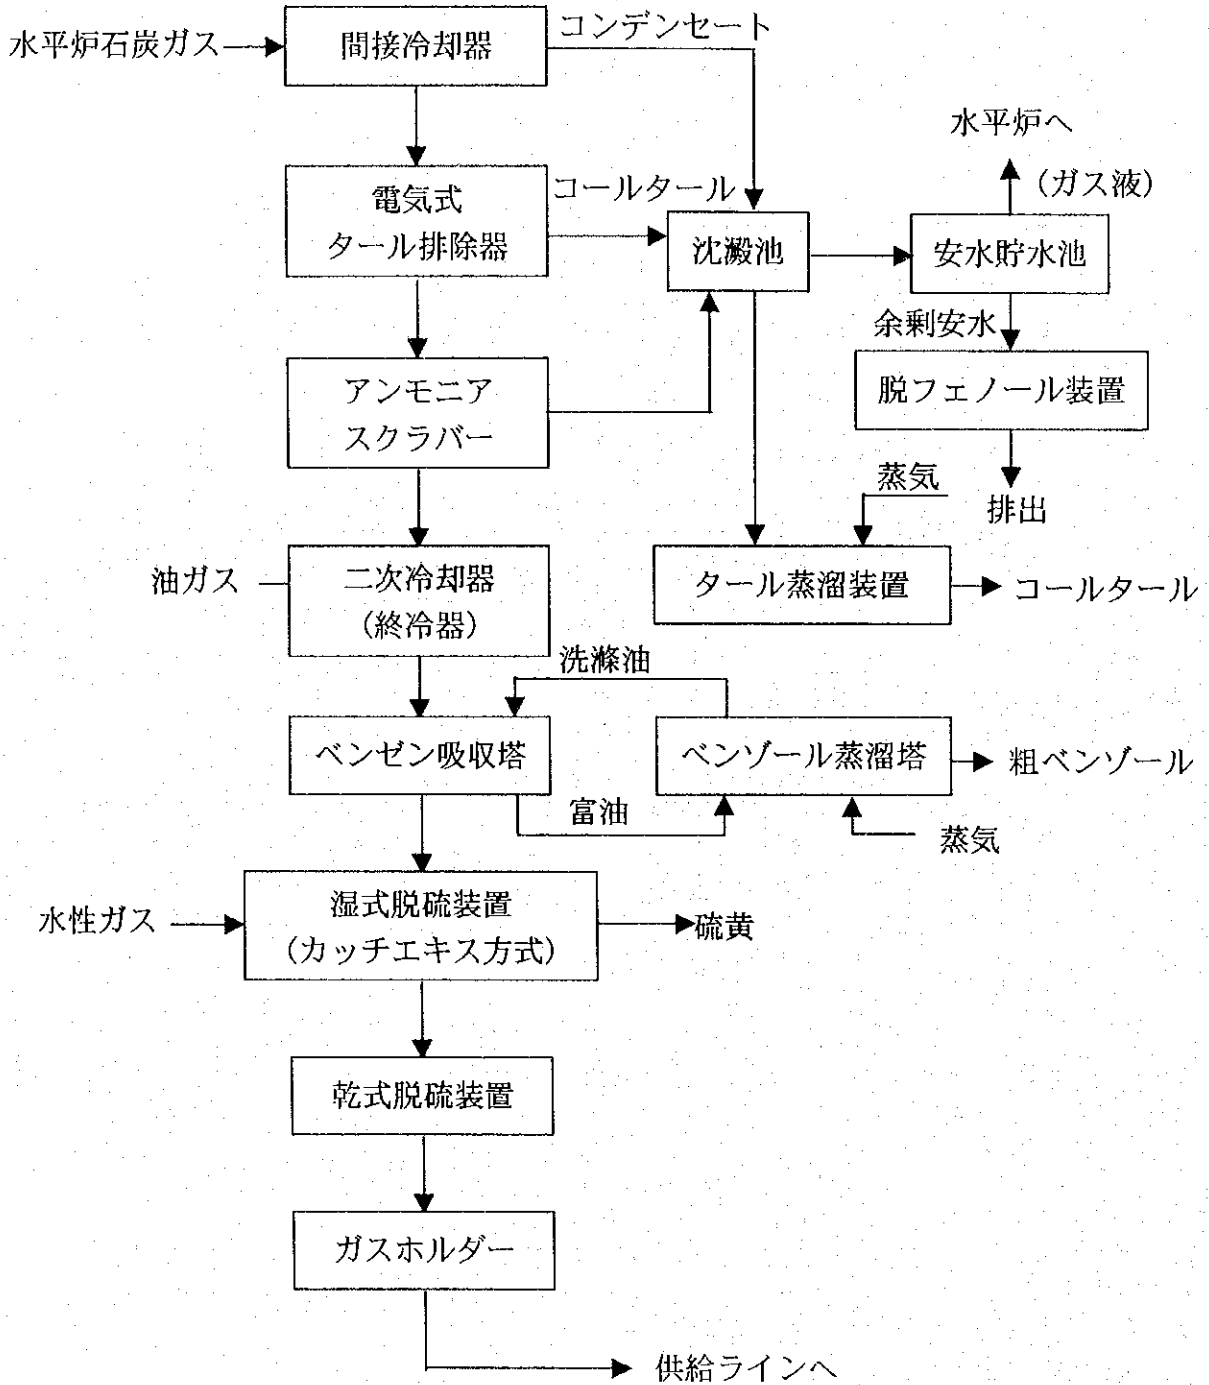 水平炉石炭ガス
間接冷却器
コンデンセート
水平炉へ
(ガス液)
電気式
タール排除器
コールタール
沈澱池
安水貯水池
余剰安水
脱フェノール装置
アンモニア
スクラバー
蒸気
排出
油ガス
二次冷却器
(終冷器)
タール蒸溜装置
コールタール
洗滌油
ベンゼン吸収塔
ベンゾール蒸溜塔
粗ベンゾール
富油
蒸気
水性ガス
湿式脱硫装置
(カッチエキス方式)
硫黄
乾式脱硫装置
ガスホルダー
供給ラインへ